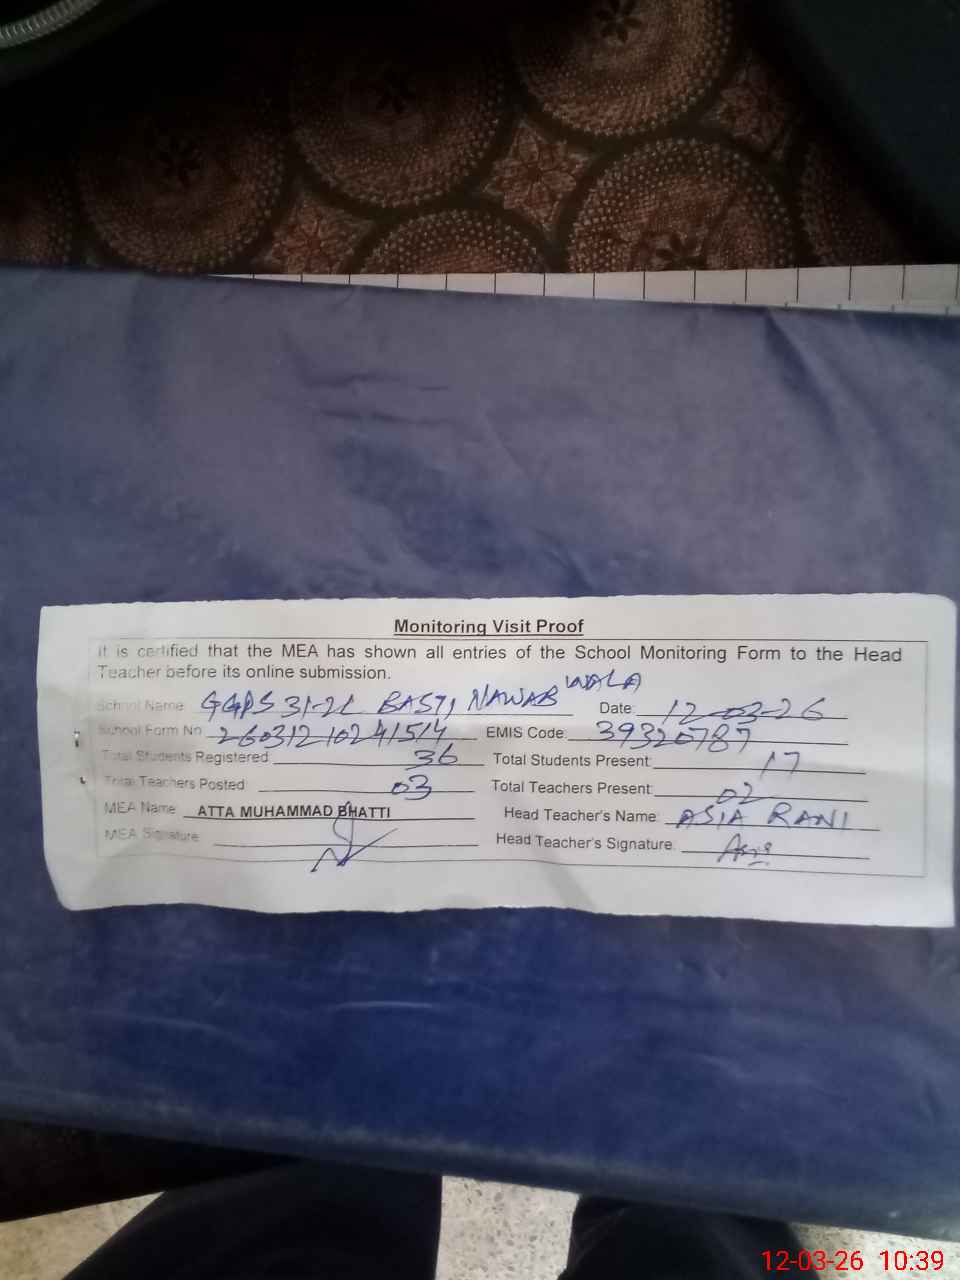 Monitoring Visit Proof
It is certified that the MEA has shown all entries of the School Monitoring Form to the Head
Teacher before its online submission.
School Name: GGPS 31-2L BASTI NAWAB WALA Date: 12-03-26
School Form No. 26031210241514 EMIS Code: 39320787
Total Students Registered: 36 Total Students Present: 17
Total Teachers Posted: 03 Total Teachers Present: 02
MEA Name: ATTA MUHAMMAD BHATTI Head Teacher's Name: ASIA RANI
MEA Signature: Head Teacher's Signature: Asia
12-03-26 10:39